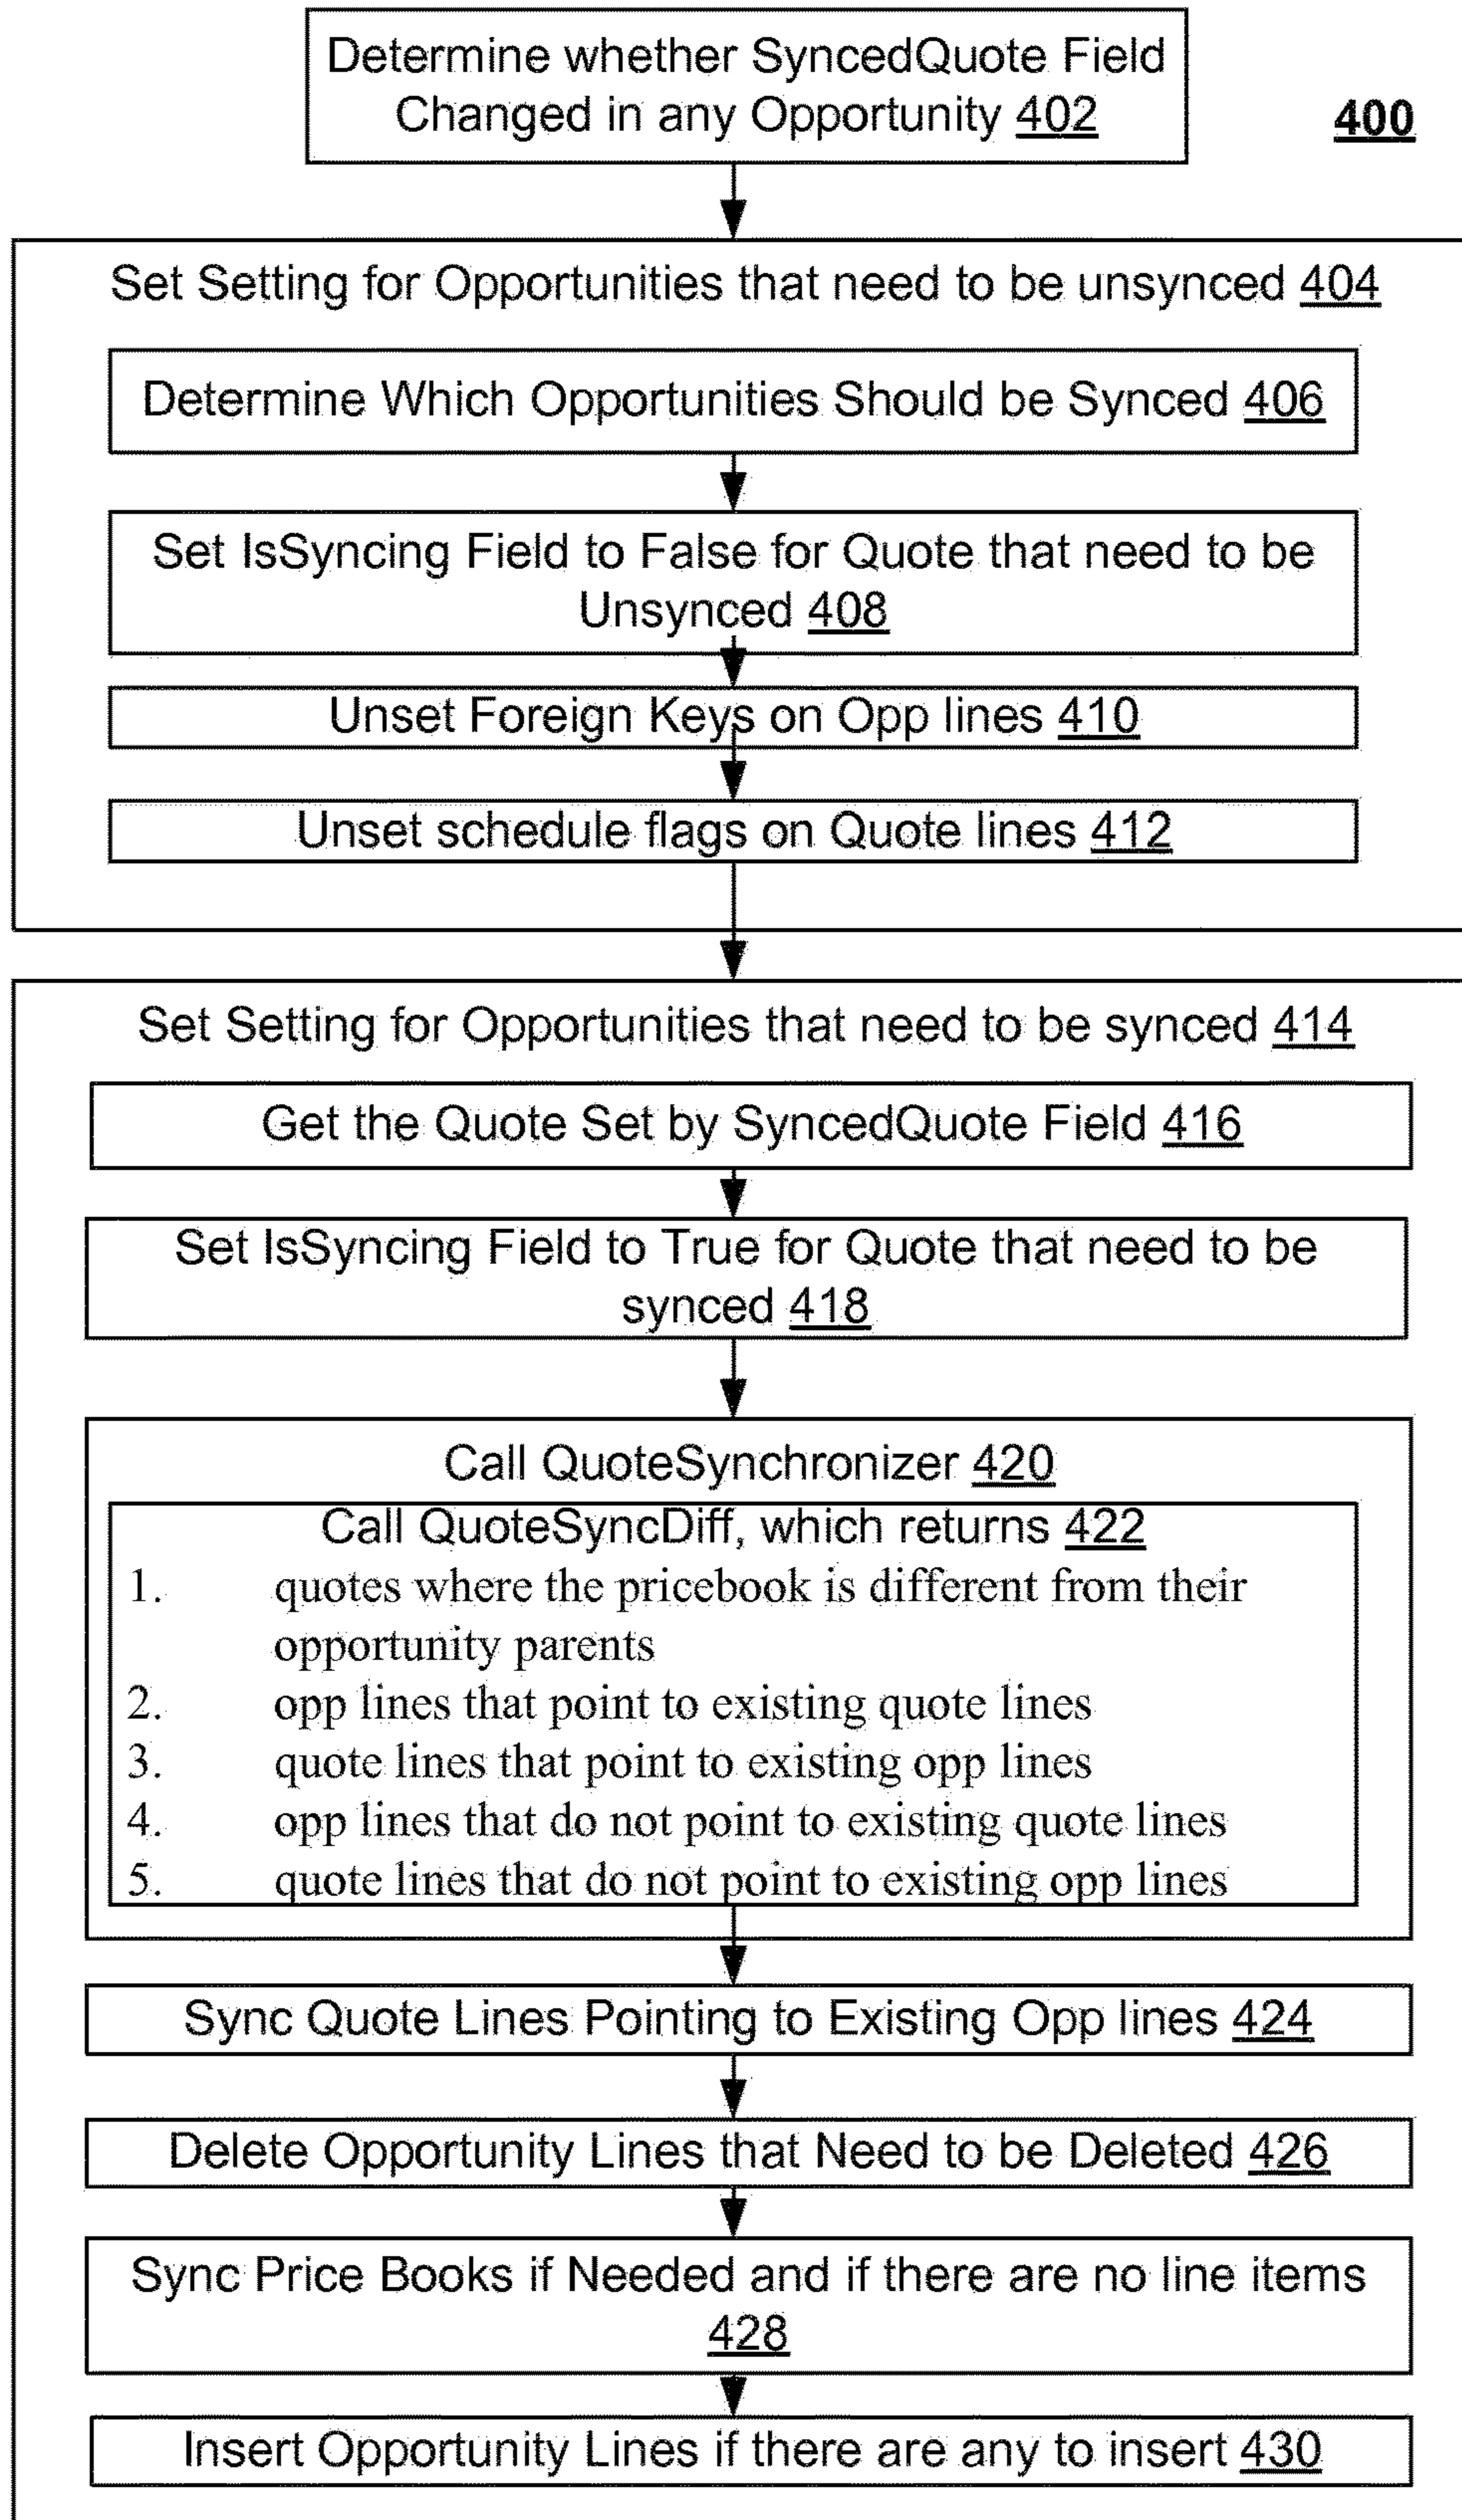 Determine whether SyncedQuote Field
Changed in any Opportunity 402
400
Set Setting for Opportunities that need to be unsynced 404
Determine Which Opportunities Should be Synced 406
Set IsSyncing Field to False for Quote that need to be
Unsynced 408
Unset Foreign Keys on Opp lines 410
Unset schedule flags on Quote lines 412
Set Setting for Opportunities that need to be synced 414
Get the Quote Set by SyncedQuote Field 416
Set IsSyncing Field to True for Quote that need to be
synced 418
Call QuoteSynchronizer 420
Call QuoteSyncDiff, which returns 422
1. quotes where the pricebook is different from their
opportunity parents
2. opp lines that point to existing quote lines
3. quote lines that point to existing opp lines
4. opp lines that do not point to existing quote lines
5. quote lines that do not point to existing opp lines
Sync Quote Lines Pointing to Existing Opp lines 424
Delete Opportunity Lines that Need to be Deleted 426
Sync Price Books if Needed and if there are no line items
428
Insert Opportunity Lines if there are any to insert 430